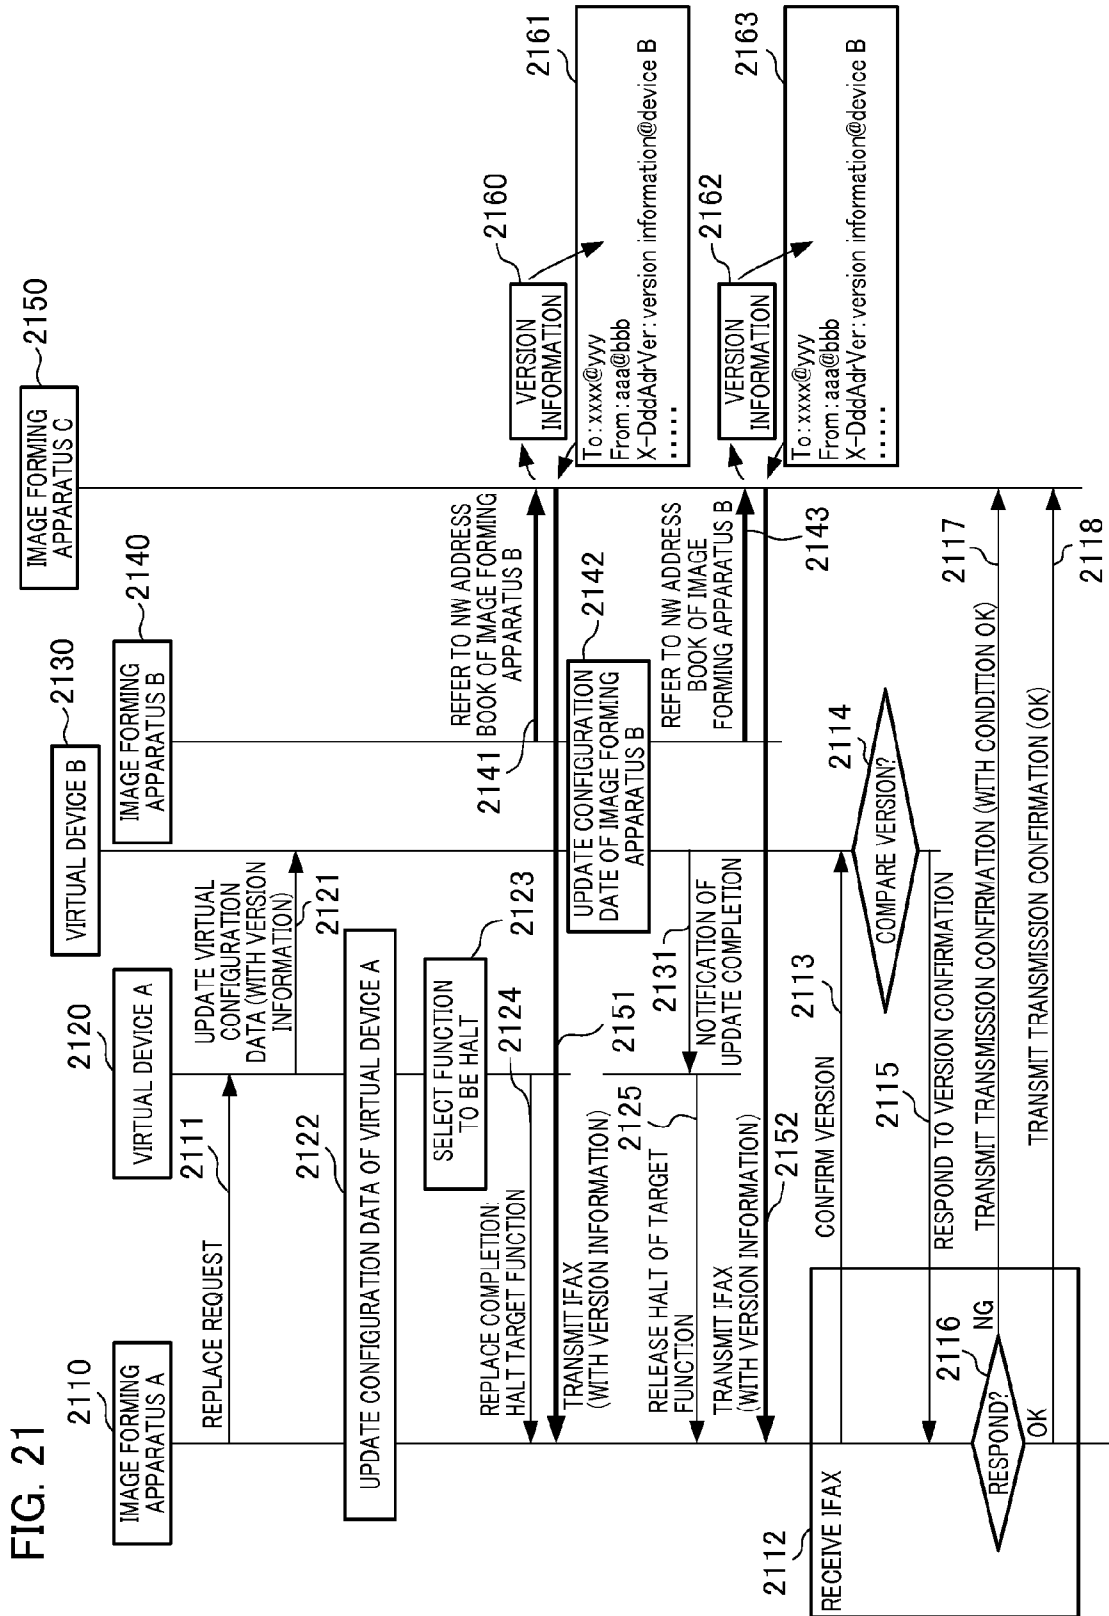 FIG. 21
IMAGE FORMING
APPARATUS A
2110
VIRTUAL DEVICE A
2120
VIRTUAL DEVICE B
2130
IMAGE FORMING
APPARATUS B
2140
IMAGE FORMING
APPARATUS C
2150
REPLACE REQUEST
2111
UPDATE VIRTUAL
CONFIGURATION
DATA (WITH VERSION
INFORMATION)
2121
2122
UPDATE CONFIGURATION DATA OF VIRTUAL DEVICE A
SELECT FUNCTION
TO BE HALT
2123
REPLACE COMPLETION:
HALT TARGET FUNCTION
2124
REFER TO NW ADDRESS
BOOK OF IMAGE FORMING
APPARATUS B
2141
VERSION
INFORMATION
2160
TRANSMIT IFAX
(WITH VERSION INFORMATION)
2151
To:xxxx@yyy
From:aaa@bbb
X-DddAdrVer:version information@device B
.....
2161
UPDATE CONFIGURATION
DATE OF IMAGE FORMING
APPARATUS B
2142
2131
NOTIFICATION OF
UPDATE COMPLETION
RELEASE HALT OF TARGET
FUNCTION
2125
REFER TO NW ADDRESS
BOOK OF IMAGE
FORMING APPARATUS B
2143
VERSION
INFORMATION
2162
TRANSMIT IFAX
(WITH VERSION INFORMATION)
2152
To:xxxx@yyy
From:aaa@bbb
X-DddAdrVer:version information@device B
.....
2163
2112
RECEIVE IFAX
CONFIRM VERSION
2113
COMPARE VERSION?
2114
2115
RESPOND TO VERSION CONFIRMATION
RESPOND?
2116
NG
TRANSMIT TRANSMISSION CONFIRMATION (WITH CONDITION OK)
2117
OK
TRANSMIT TRANSMISSION CONFIRMATION (OK)
2118